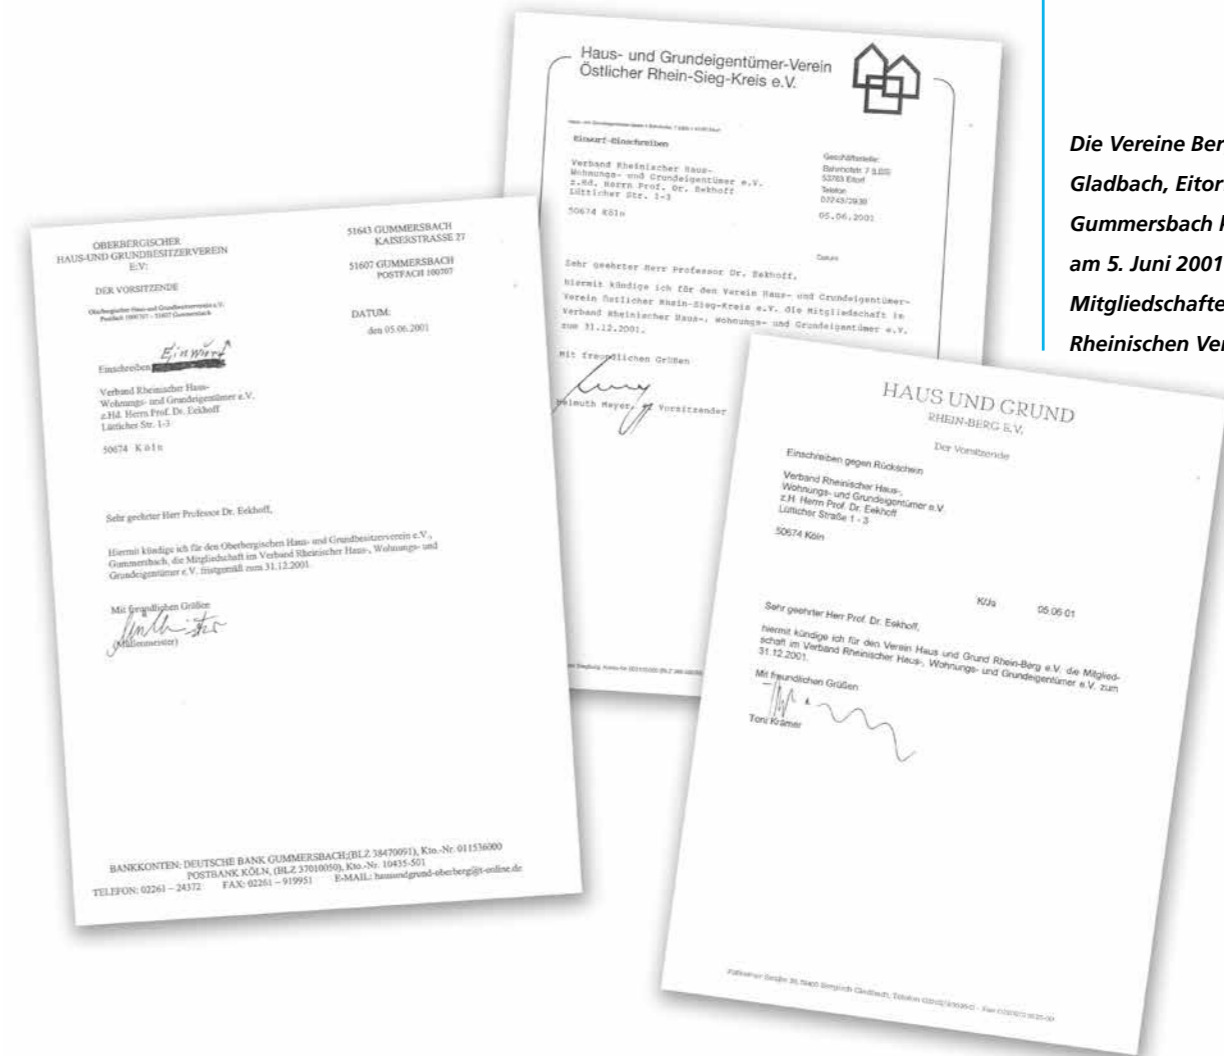 Haus- und Grundeigentümer-Verein
Östlicher Rhein-Sieg-Kreis e.V.
Einwurf-Einschreiben
Verband Rheinischer Haus-
Wohnungs- und Grundeigentümer e.V.
z.Hd. Herrn Prof. Dr. Eekhoff
Lütticher Str. 1-3
50674 Köln
Geschäftsstelle:
Bahnhofstr. 7 (LBS)
53783 Eitorf
Telefon
02243/2938
05.06.2001
Datum
Sehr geehrter Herr Professor Dr. Eekhoff,
hiermit kündige ich für den Verein Haus- und Grundeigentümer-
Verein Östlicher Rhein-Sieg-Kreis e.V. die Mitgliedschaft im
Verband Rheinischer Haus-, Wohnungs- und Grundeigentümer e.V.
zum 31.12.2001.
Mit freundlichen Grüßen
Helmuth Meyer, Vorsitzender
Die Vereine Ber
Gladbach, Eitor
Gummersbach
am 5. Juni 2001
Mitgliedschafte
Rheinischen Ver
OBERBERGISCHER
HAUS-UND GRUNDBESITZERVEREIN
E.V:
DER VORSITZENDE
Oberbergischer Haus-und Grundbesitzerverein e.V.
Postfach 100707 - 51607 Gummersbach
51643 GUMMERSBACH
KAISERSTRASSE 27
51607 GUMMERSBACH
POSTFACH 100707
DATUM:
den 05.06.2001
Einwurf
Einschreiben
Verband Rheinischer Haus-
Wohnungs- und Grundeigentümer e.V.
z.Hd. Herrn Prof. Dr. Eekhoff
Lütticher Str. 1-3
50674 Köln
Sehr geehrter Herr Professor Dr. Eekhoff,
Hiermit kündige ich für den Oberbergischen Haus- und Grundbesitzerverein e.V.,
Gummersbach, die Mitgliedschaft im Verband Rheinischer Haus-, Wohnungs- und
Grundeigentümer e.V. fristgemäß zum 31.12.2001.
Mit freundlichen Grüßen
BANKKONTEN: DEUTSCHE BANK GUMMERSBACH;(BLZ 38470091), Kto.-Nr. 011536000
POSTBANK KÖLN, (BLZ 37010050), Kto.-Nr. 10435-501
TELEFON: 02261 – 24372 FAX: 02261 – 919951 E-MAIL: hausundgrund-oberberg@t-online.de
HAUS UND GRUND
RHEIN-BERG E.V.
Der Vorsitzende
Einschreiben gegen Rückschein
Verband Rheinischer Haus-,
Wohnungs- und Grundeigentümer e.V.
z.H. Herrn Prof. Dr. Eekhoff
Lütticher Straße 1 - 3
50674 Köln
K/Ja 05.06.01
Sehr geehrter Herr Prof. Dr. Eekhoff,
hiermit kündige ich für den Verein Haus und Grund Rhein-Berg e.V. die Mitglied-
schaft im Verband Rheinischer Haus-, Wohnungs- und Grundeigentümer e.V. zum
31.12.2001.
Mit freundlichen Grüßen
Toni Krämer